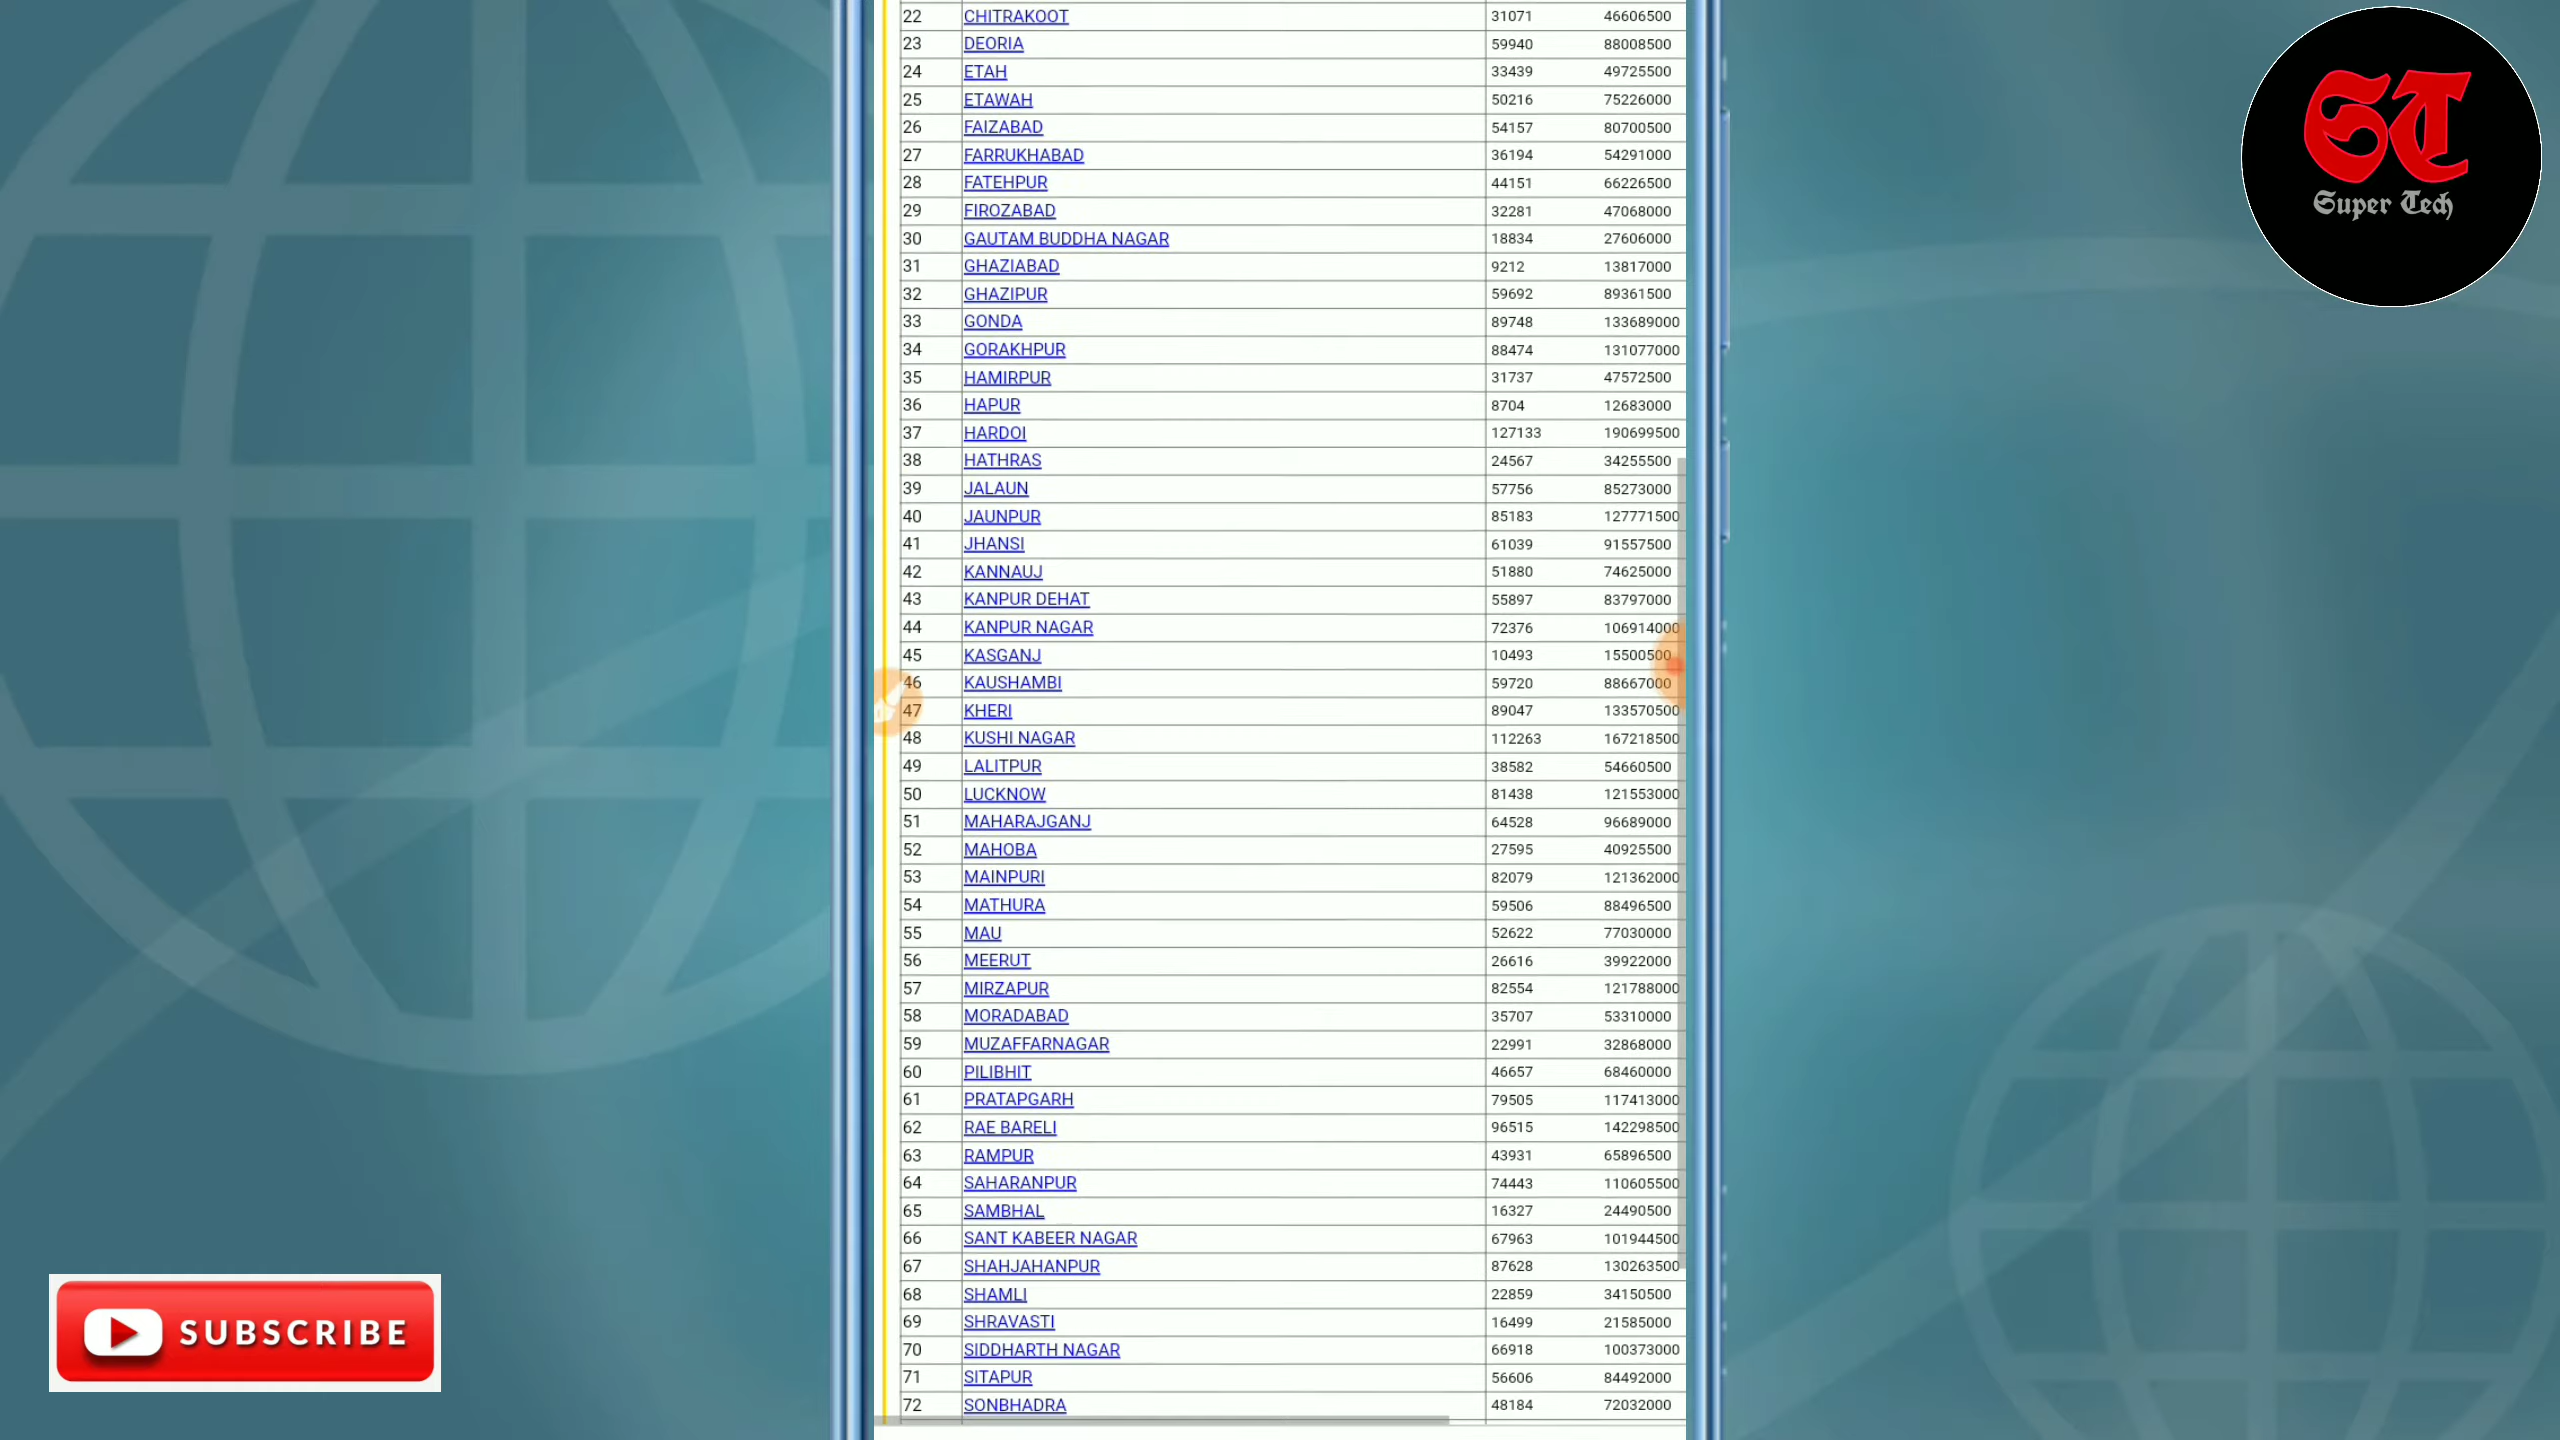 22 CHITRAKOOT 31071 46606500
23 DEORIA 59940 88008500
24 ETAH 33439 49725500
25 ETAWAH 50216 75226000
26 FAIZABAD 54157 80700500
27 FARRUKHABAD 36194 54291000
28 FATEHPUR 44151 66226500
29 FIROZABAD 32281 47068000
30 GAUTAM BUDDHA NAGAR 18834 27606000
31 GHAZIABAD 9212 13817000
32 GHAZIPUR 59692 89361500
33 GONDA 89748 133689000
34 GORAKHPUR 88474 131077000
35 HAMIRPUR 31737 47572500
36 HAPUR 8704 12683000
37 HARDOI 127133 190699500
38 HATHRAS 24567 34255500
39 JALAUN 57756 85273000
40 JAUNPUR 85183 127771500
41 JHANSI 61039 91557500
42 KANNAUJ 51880 74625000
43 KANPUR DEHAT 55897 83797000
44 KANPUR NAGAR 72376 106914000
45 KASGANJ 10493 15500500
46 KAUSHAMBI 59720 88667000
47 KHERI 89047 133570500
48 KUSHI NAGAR 112263 167218500
49 LALITPUR 38582 54660500
50 LUCKNOW 81438 121553000
51 MAHARAJGANJ 64528 96689000
52 MAHOBA 27595 40925500
53 MAINPURI 82079 121362000
54 MATHURA 59506 88496500
55 MAU 52622 77030000
56 MEERUT 26616 39922000
57 MIRZAPUR 82554 121788000
58 MORADABAD 35707 53310000
59 MUZAFFARNAGAR 22991 32868000
60 PILIBHIT 46657 68460000
61 PRATAPGARH 79505 117413000
62 RAE BARELI 96515 142298500
63 RAMPUR 43931 65896500
64 SAHARANPUR 74443 110605500
65 SAMBHAL 16327 24490500
66 SANT KABEER NAGAR 67963 101944500
67 SHAHJAHANPUR 87628 130263500
68 SHAMLI 22859 34150500
69 SHRAVASTI 16499 21585000
70 SIDDHARTH NAGAR 66918 100373000
71 SITAPUR 56606 84492000
72 SONBHADRA 48184 72032000
ST
Super Tech
SUBSCRIBE